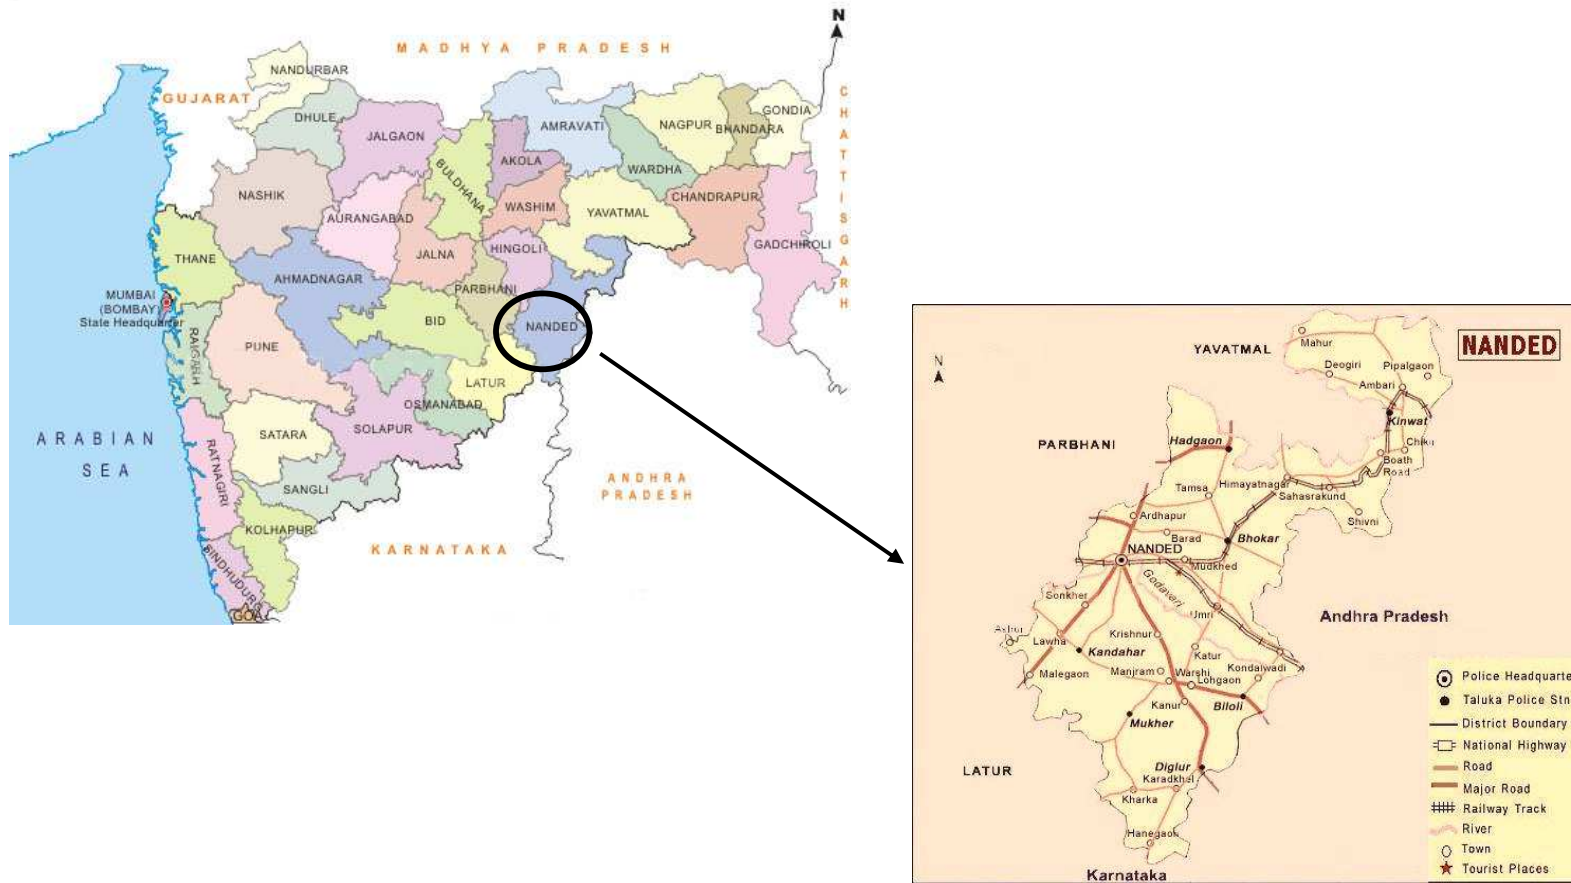 N
MADHYA PRADESH
NANDURBAR
GUJARAT
CHATTISGARH
DHULE
JALGAON
BULDHANA
AKOLA
AMRAVATI
NAGPUR
BHANDARA
GONDIA
WARDHA
NASHIK
AURANGABAD
WASHIM
YAVATMAL
CHANDRAPUR
GADCHIROLI
THANE
AHMADNAGAR
JALNA
HINGOLI
PARBHANI
MUMBAI
(BOMBAY)
State Headquarter
BID
NANDED
PUNE
LATUR
OSMANABAD
SATARA
SOLAPUR
ARABIAN
SEA
RATNAGIRI
SANGLI
KOLHAPUR
SINDHUDURG
GOA
KARNATAKA
ANDHRA
PRADESH
NANDED
N
YAVATMAL
Mahur
Deogiri
Pipalgaon
Ambari
Kinwat
PARBHANI
Hadgaon
Boath
Road
Tamsa
Himayatnagar
Sahasrakund
Shivni
Ardhapur
Barad
Bhokar
NANDED
Mudkhed
Godavari
Sonkher
Umri
Andhra Pradesh
Lawha
Krishnur
Kandahar
Katur
Malegaon
Manjram
Warshi
Kondalwadi
Lohgaon
Kanur
Biloli
Mukher
LATUR
Diglur
Karadkhel
Kharka
Hanegaon
Karnataka
Police Headquarte
Taluka Police Stn
District Boundary
National Highway
Road
Major Road
Railway Track
River
Town
Tourist Places